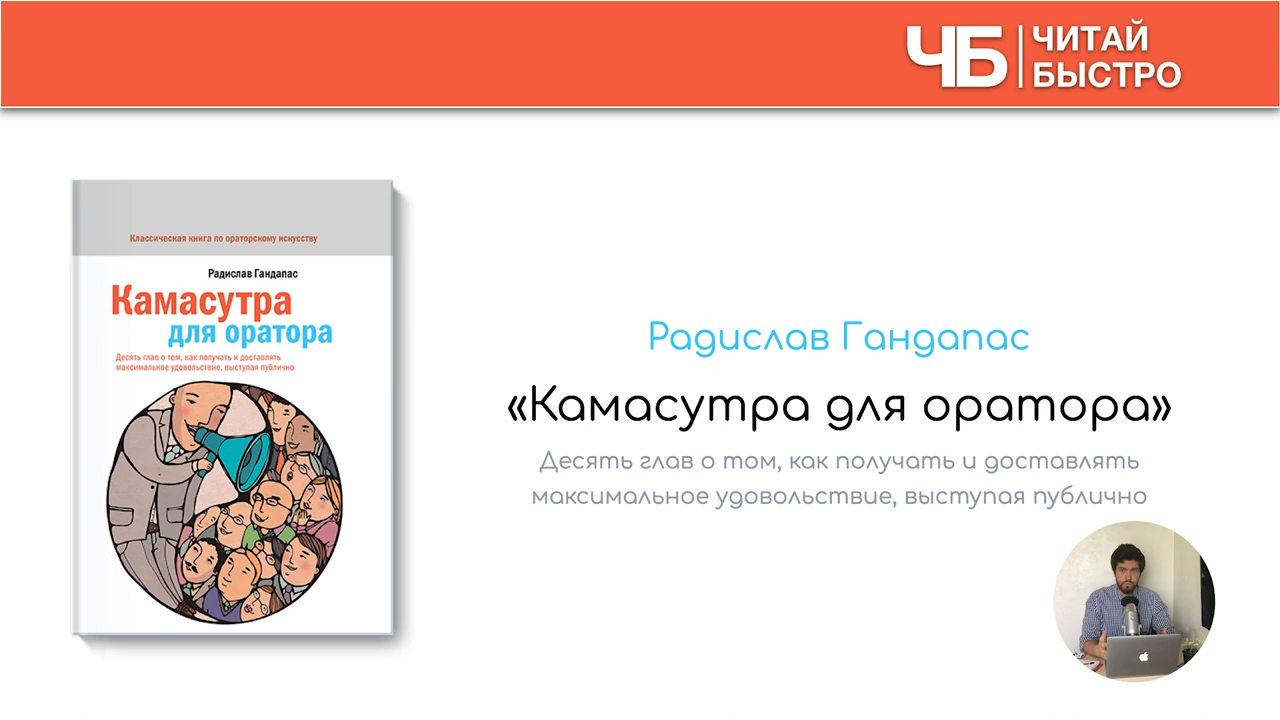 ЧБ
ЧИТАЙ
БЫСТРО
Классическая книга по ораторскому искусству
Радислав Гандапас
Камасутра
для оратора
Десять глав о том, как получать и доставлять
максимальное удовольствие, выступая публично
Радислав Гандапас
«Камасутра для оратора»
Десять глав о том, как получать и доставлять
максимальное удовольствие, выступая публично